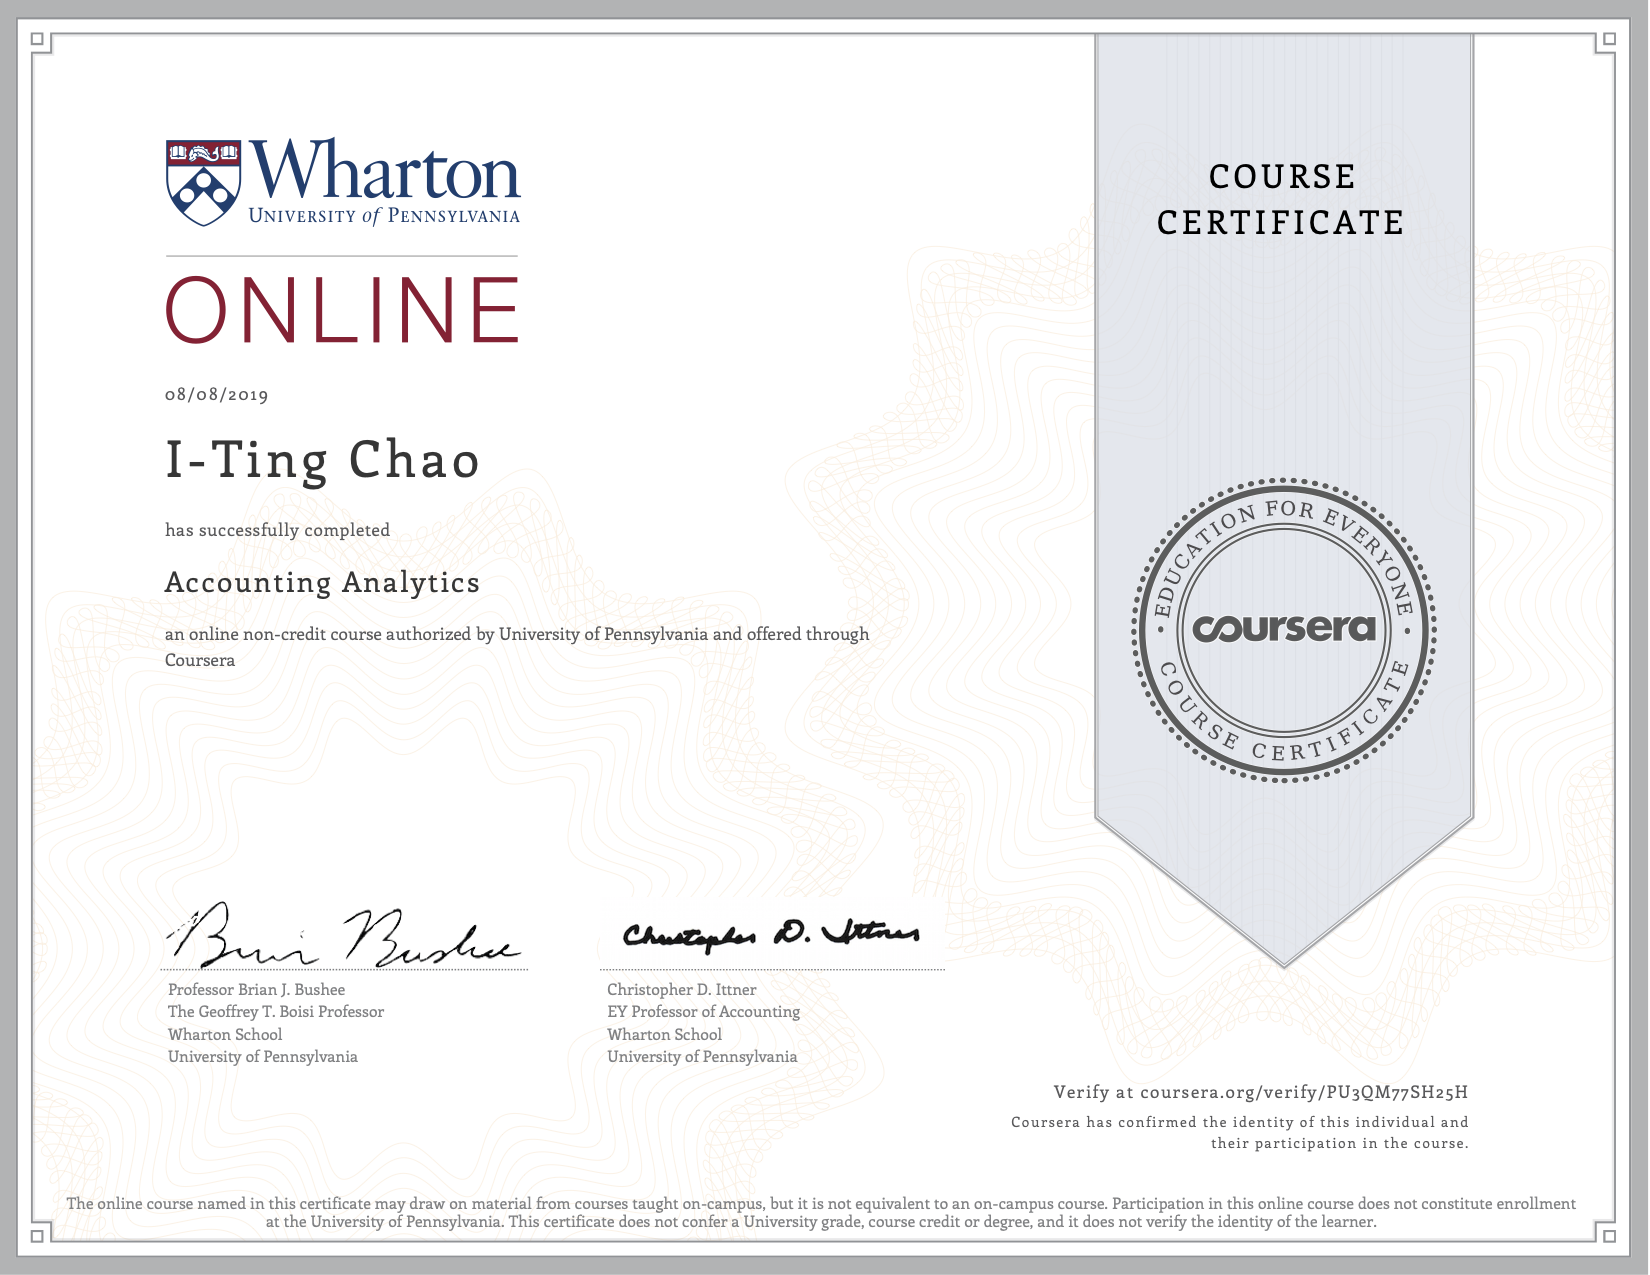 Wharton
UNIVERSITY of PENNSYLVANIA
ONLINE
08/08/2019
I-Ting Chao
has successfully completed
Accounting Analytics
an online non-credit course authorized by University of Pennsylvania and offered through
Coursera
COURSE
CERTIFICATE
EDUCATION FOR EVERYONE
coursera
COURSE CERTIFICATE
Brian Bushee
Christopher D. Ittner
Professor Brian J. Bushee
The Geoffrey T. Boisi Professor
Wharton School
University of Pennsylvania
Christopher D. Ittner
EY Professor of Accounting
Wharton School
University of Pennsylvania
Verify at coursera.org/verify/PU3QM77SH25H
Coursera has confirmed the identity of this individual and
their participation in the course.
The online course named in this certificate may draw on material from courses taught on-campus, but it is not equivalent to an on-campus course. Participation in this online course does not constitute enrollment
at the University of Pennsylvania. This certificate does not confer a University grade, course credit or degree, and it does not verify the identity of the learner.